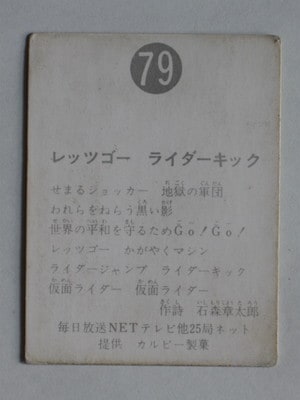 79
レッツゴー ライダーキック
せまるショッカー 地獄の軍団
われらをねらう黒い影
世界の平和を守るためGo!Go!
レッツゴー かがやくマシン
ライダージャンプ ライダーキック
仮面ライダー 仮面ライダー
作詩 石森章太郎
毎日放送NETテレビ他25局ネット
提供 カルビー製菓